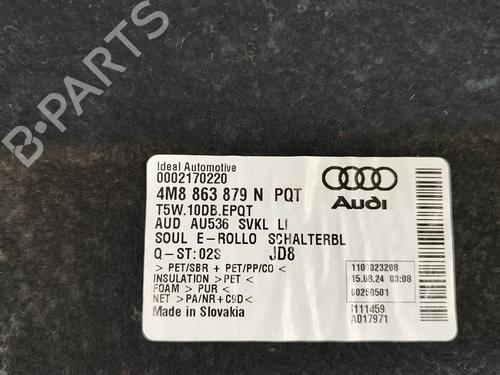 B-PARTS
Ideal Automotive
0002170220
4M8 863 879 N PQT
T5W.10DB.EPQT
AUD AU536 SVKL LI
SOUL E-ROLLO SCHALTERBL
Q-ST:02S JD8
> PET/SBR + PET/PP/CO <
INSULATION >PET<
FOAM > PUR<
NET >PA/NR+C9D<
Made in Slovakia
Audi
15.08.24 03:08
00250501
I111459
A017971